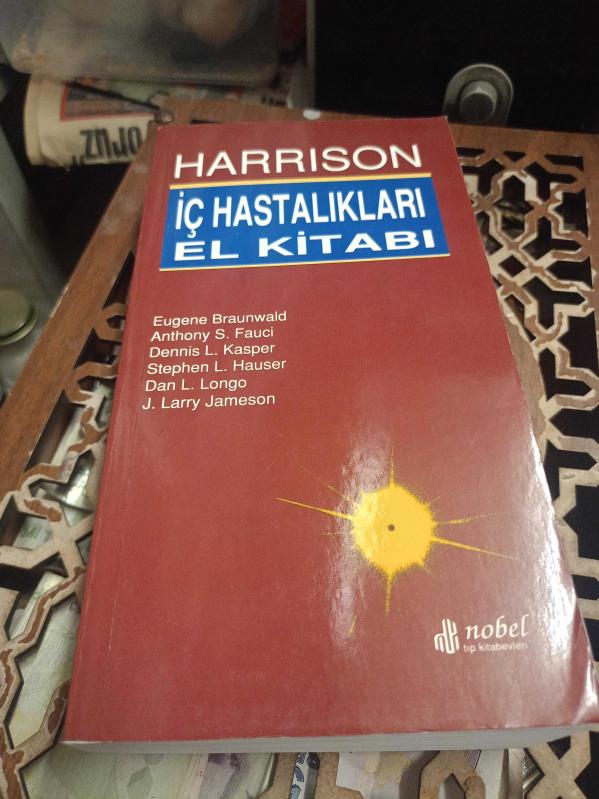 HARRISON
İÇ HASTALIKLARI
EL KİTABI
Eugene Braunwald
Anthony S. Fauci
Dennis L. Kasper
Stephen L. Hauser
Dan L. Longo
J. Larry Jameson
nobel
tıp kitabevleri